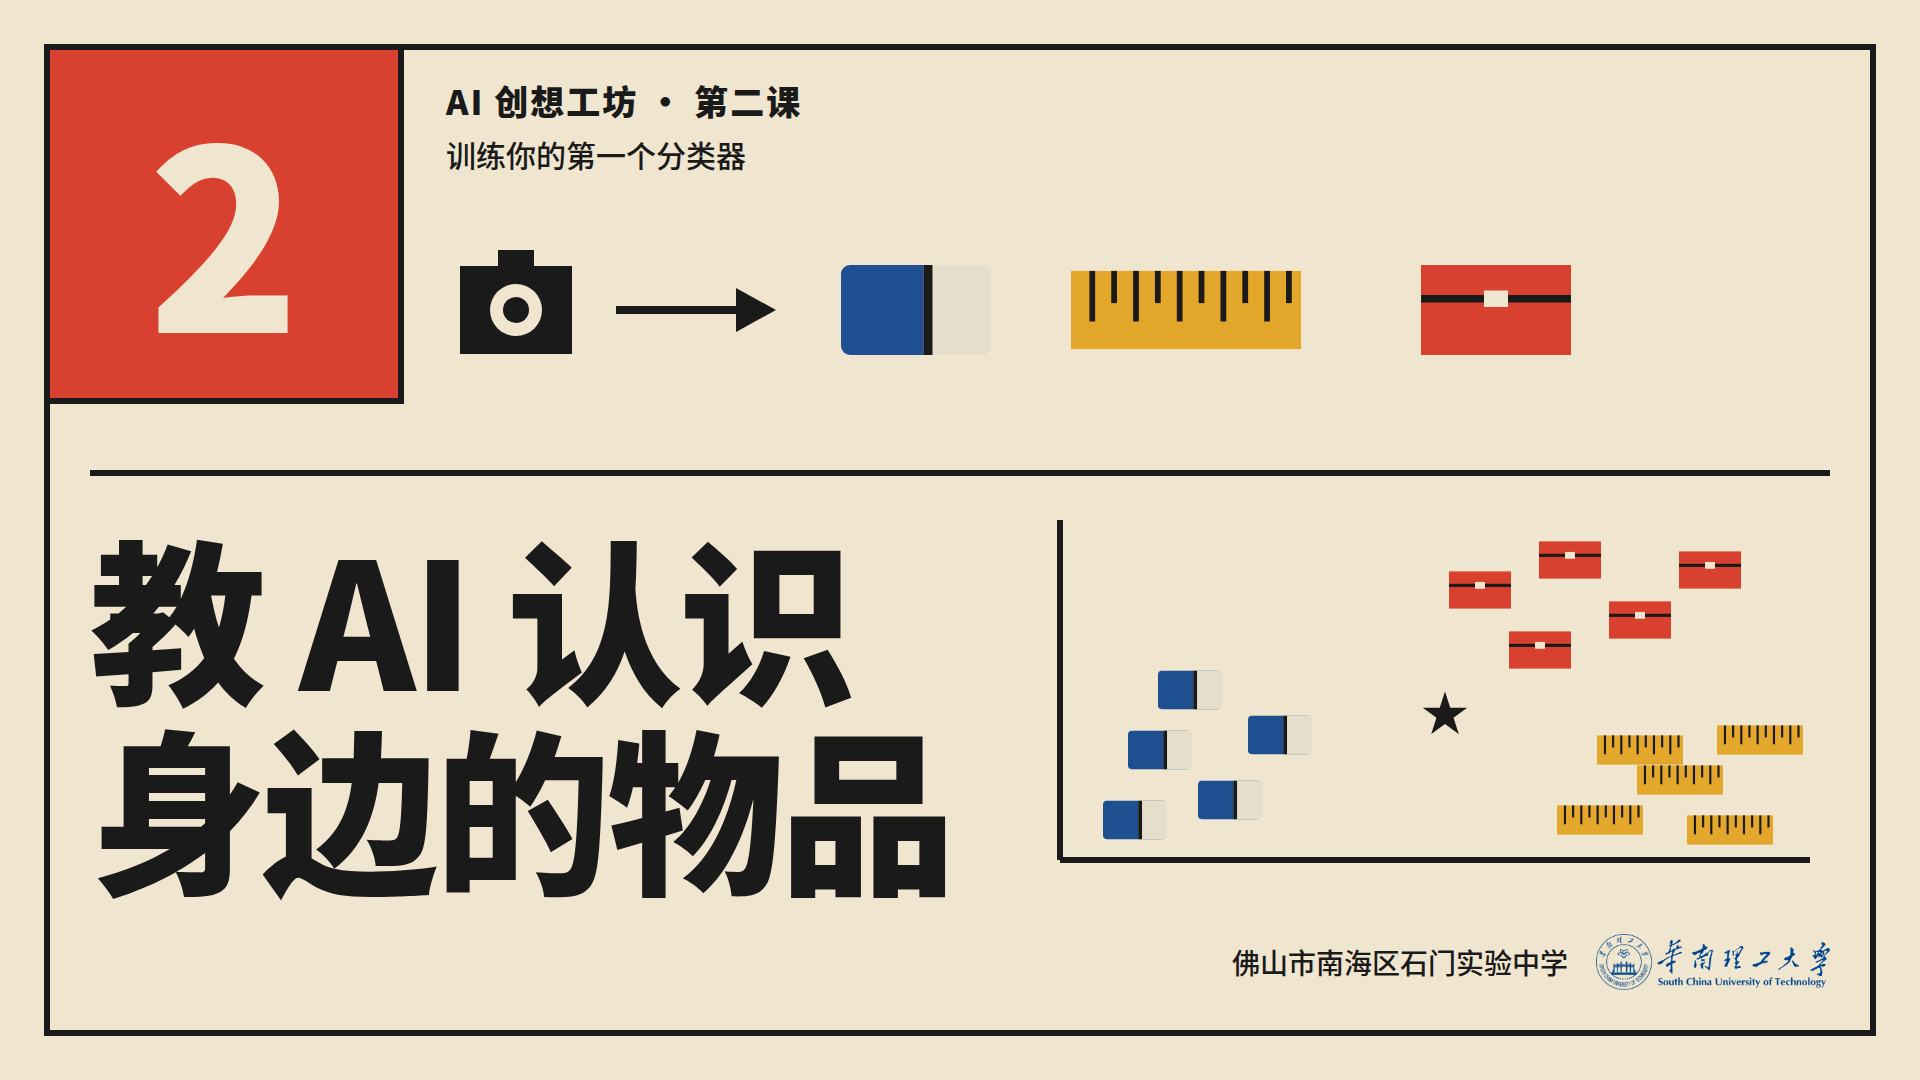 2
AI 创想工坊 · 第二课
训练你的第一个分类器
教 AI 认识
身边的物品
佛山市南海区石门实验中学
華南理工大學
South China University of Technology